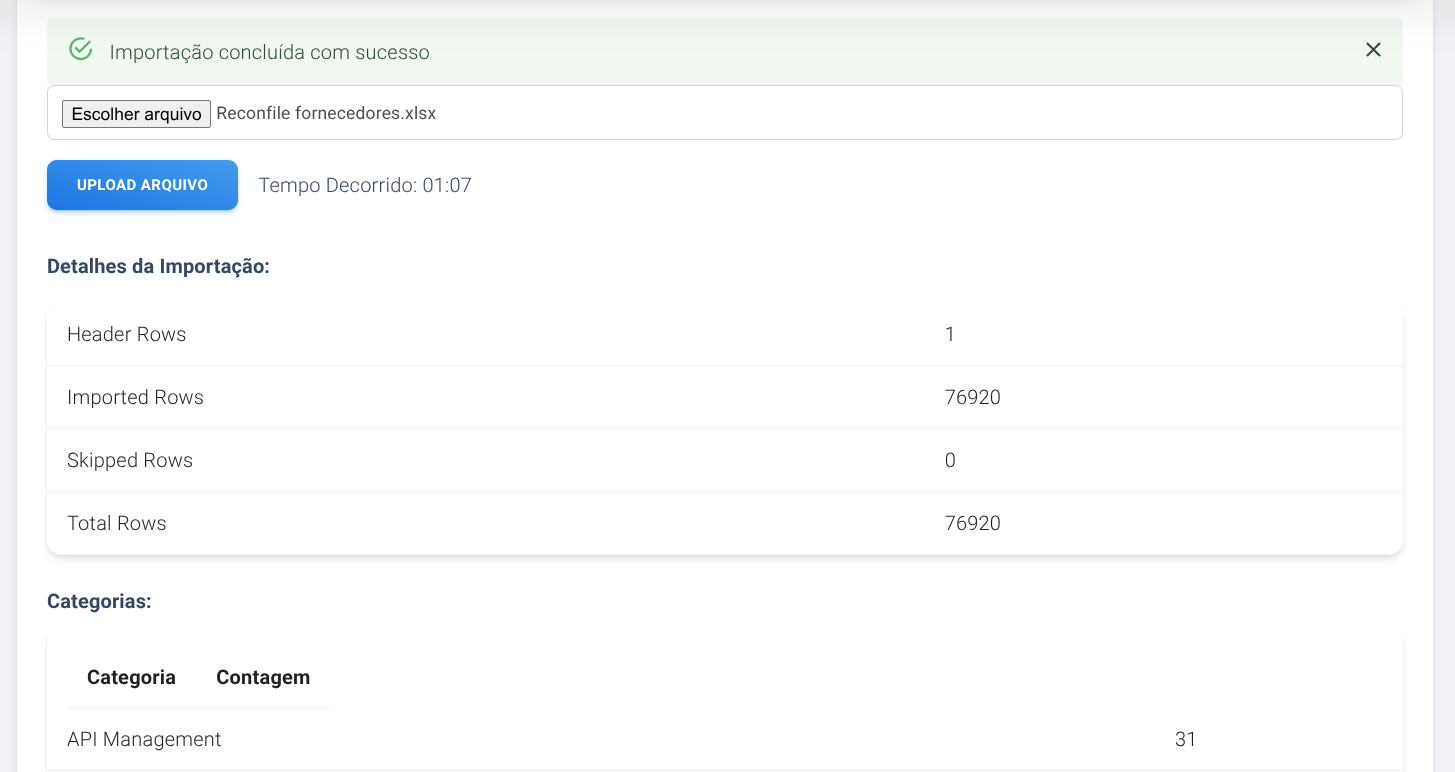 Importação concluída com sucesso
Escolher arquivo Reconfile fornecedores.xlsx
UPLOAD ARQUIVO Tempo Decorrido: 01:07
Detalhes da Importação:
Header Rows 1
Imported Rows 76920
Skipped Rows 0
Total Rows 76920
Categorias:
Categoria Contagem
API Management 31